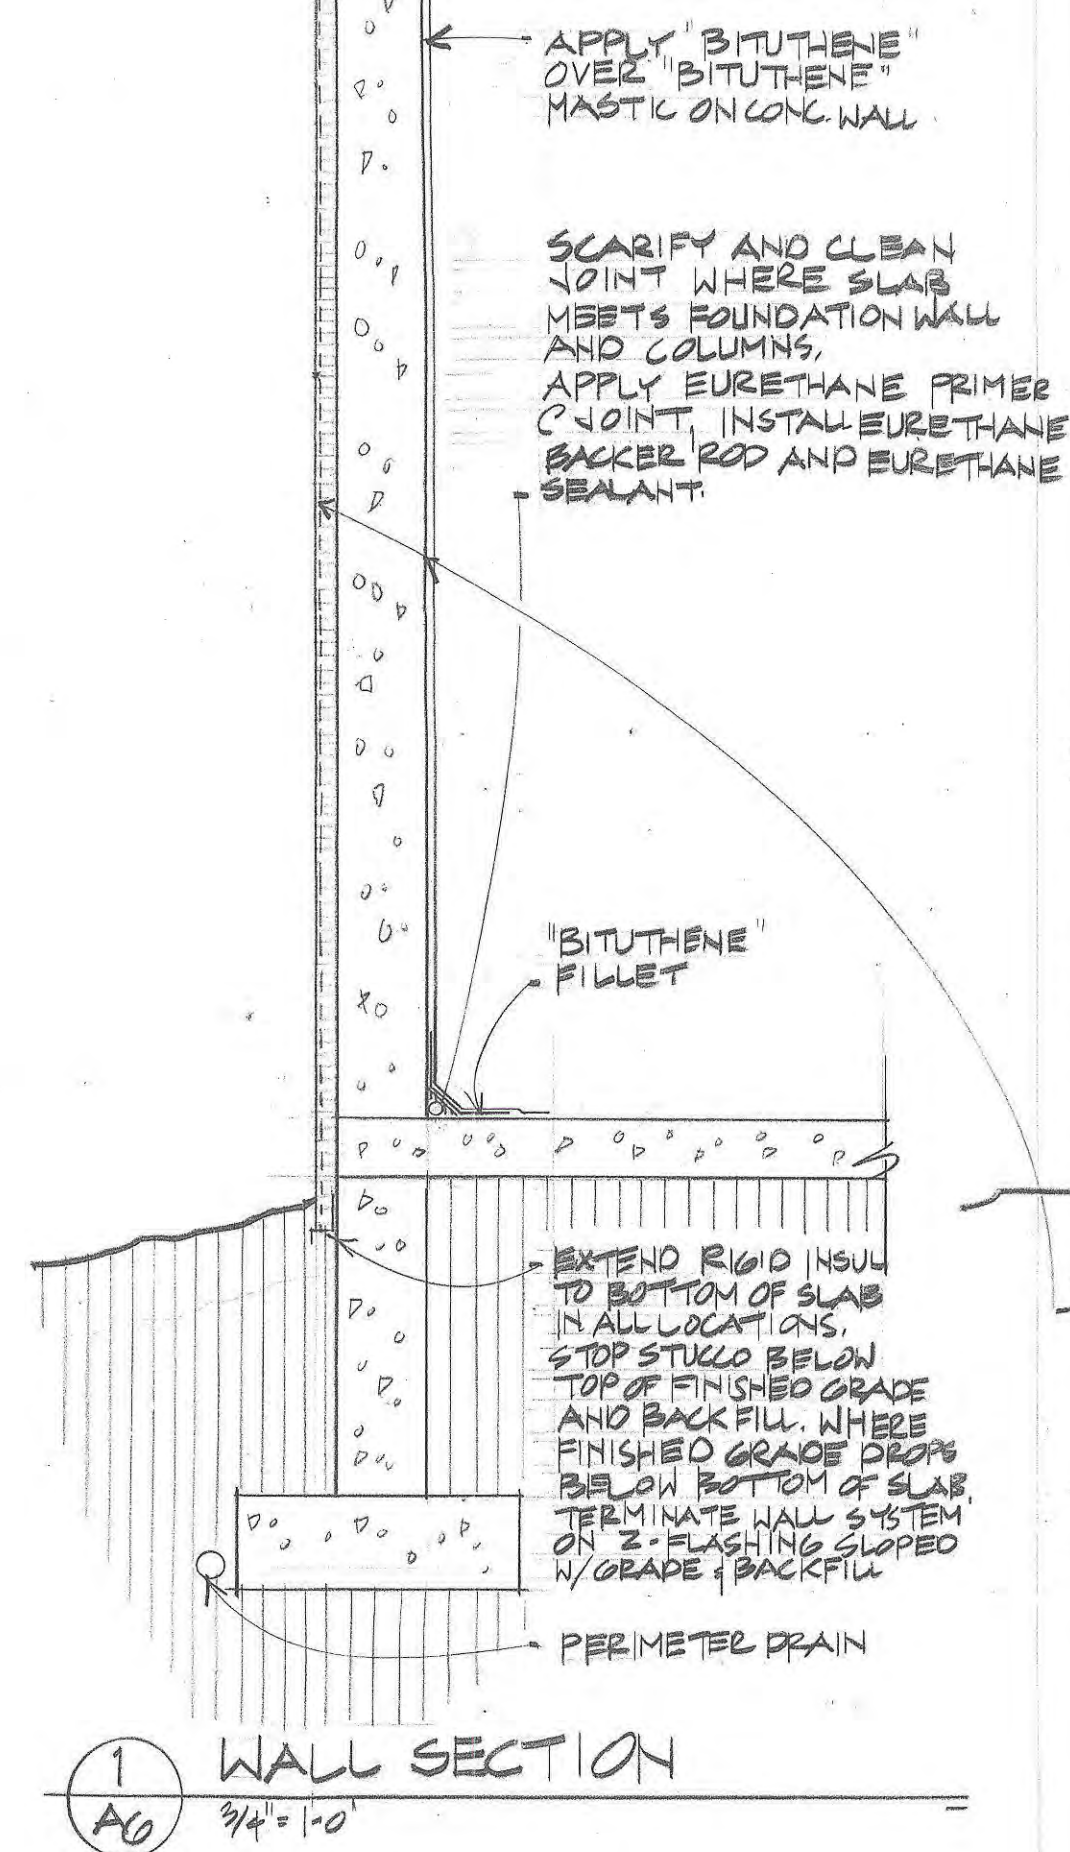 APPLY "BITUTHENE"
OVER "BITUTHENE"
MASTIC ON CONC. WALL
SCARIFY AND CLEAN
JOINT WHERE SLAB
MEETS FOUNDATION WALL
AND COLUMNS,
APPLY EURETHANE PRIMER
@ JOINT, INSTALL EURETHANE
BACKER ROD AND EURETHANE
SEALANT.
"BITUTHENE"
FILLET
EXTEND RIGID INSUL
TO BOTTOM OF SLAB
IN ALL LOCATIONS.
STOP STUCCO BELOW
TOP OF FINISHED GRADE
AND BACKFILL. WHERE
FINISHED GRADE DROPS
BELOW BOTTOM OF SLAB,
TERMINATE WALL SYSTEM
ON Z-FLASHING SLOPED
W/GRADE & BACKFILL
PERIMETER DRAIN
1
A6
WALL SECTION
3/4" = 1-0'